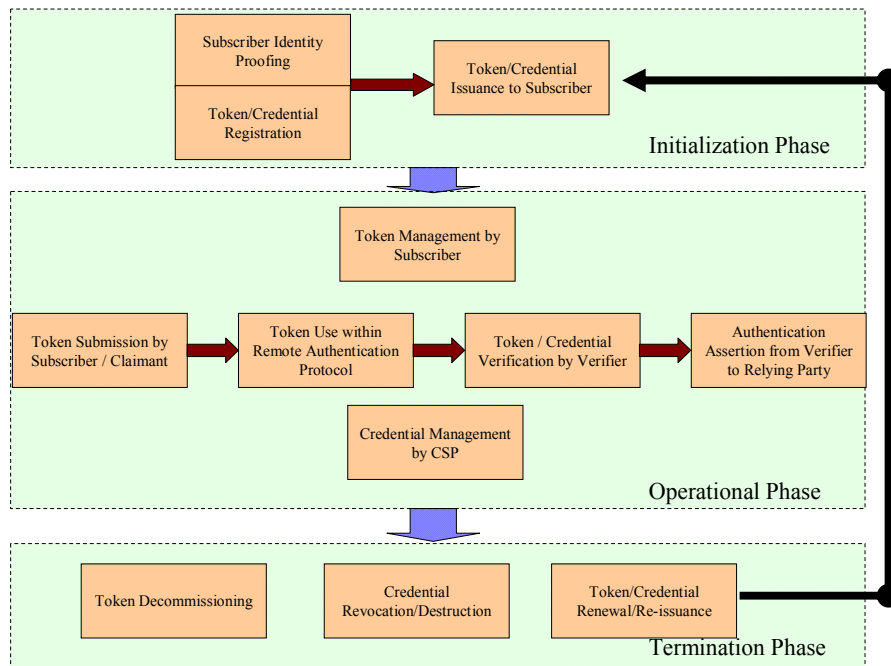 Subscriber Identity
Proofing
Token/Credential
Registration
Token/Credential
Issuance to Subscriber
Initialization Phase
Token Management by
Subscriber
Token Submission by
Subscriber / Claimant
Token Use within
Remote Authentication
Protocol
Token / Credential
Verification by Verifier
Authentication
Assertion from Verifier
to Relying Party
Credential Management
by CSP
Operational Phase
Token Decommissioning
Credential
Revocation/Destruction
Token/Credential
Renewal/Re-issuance
Termination Phase